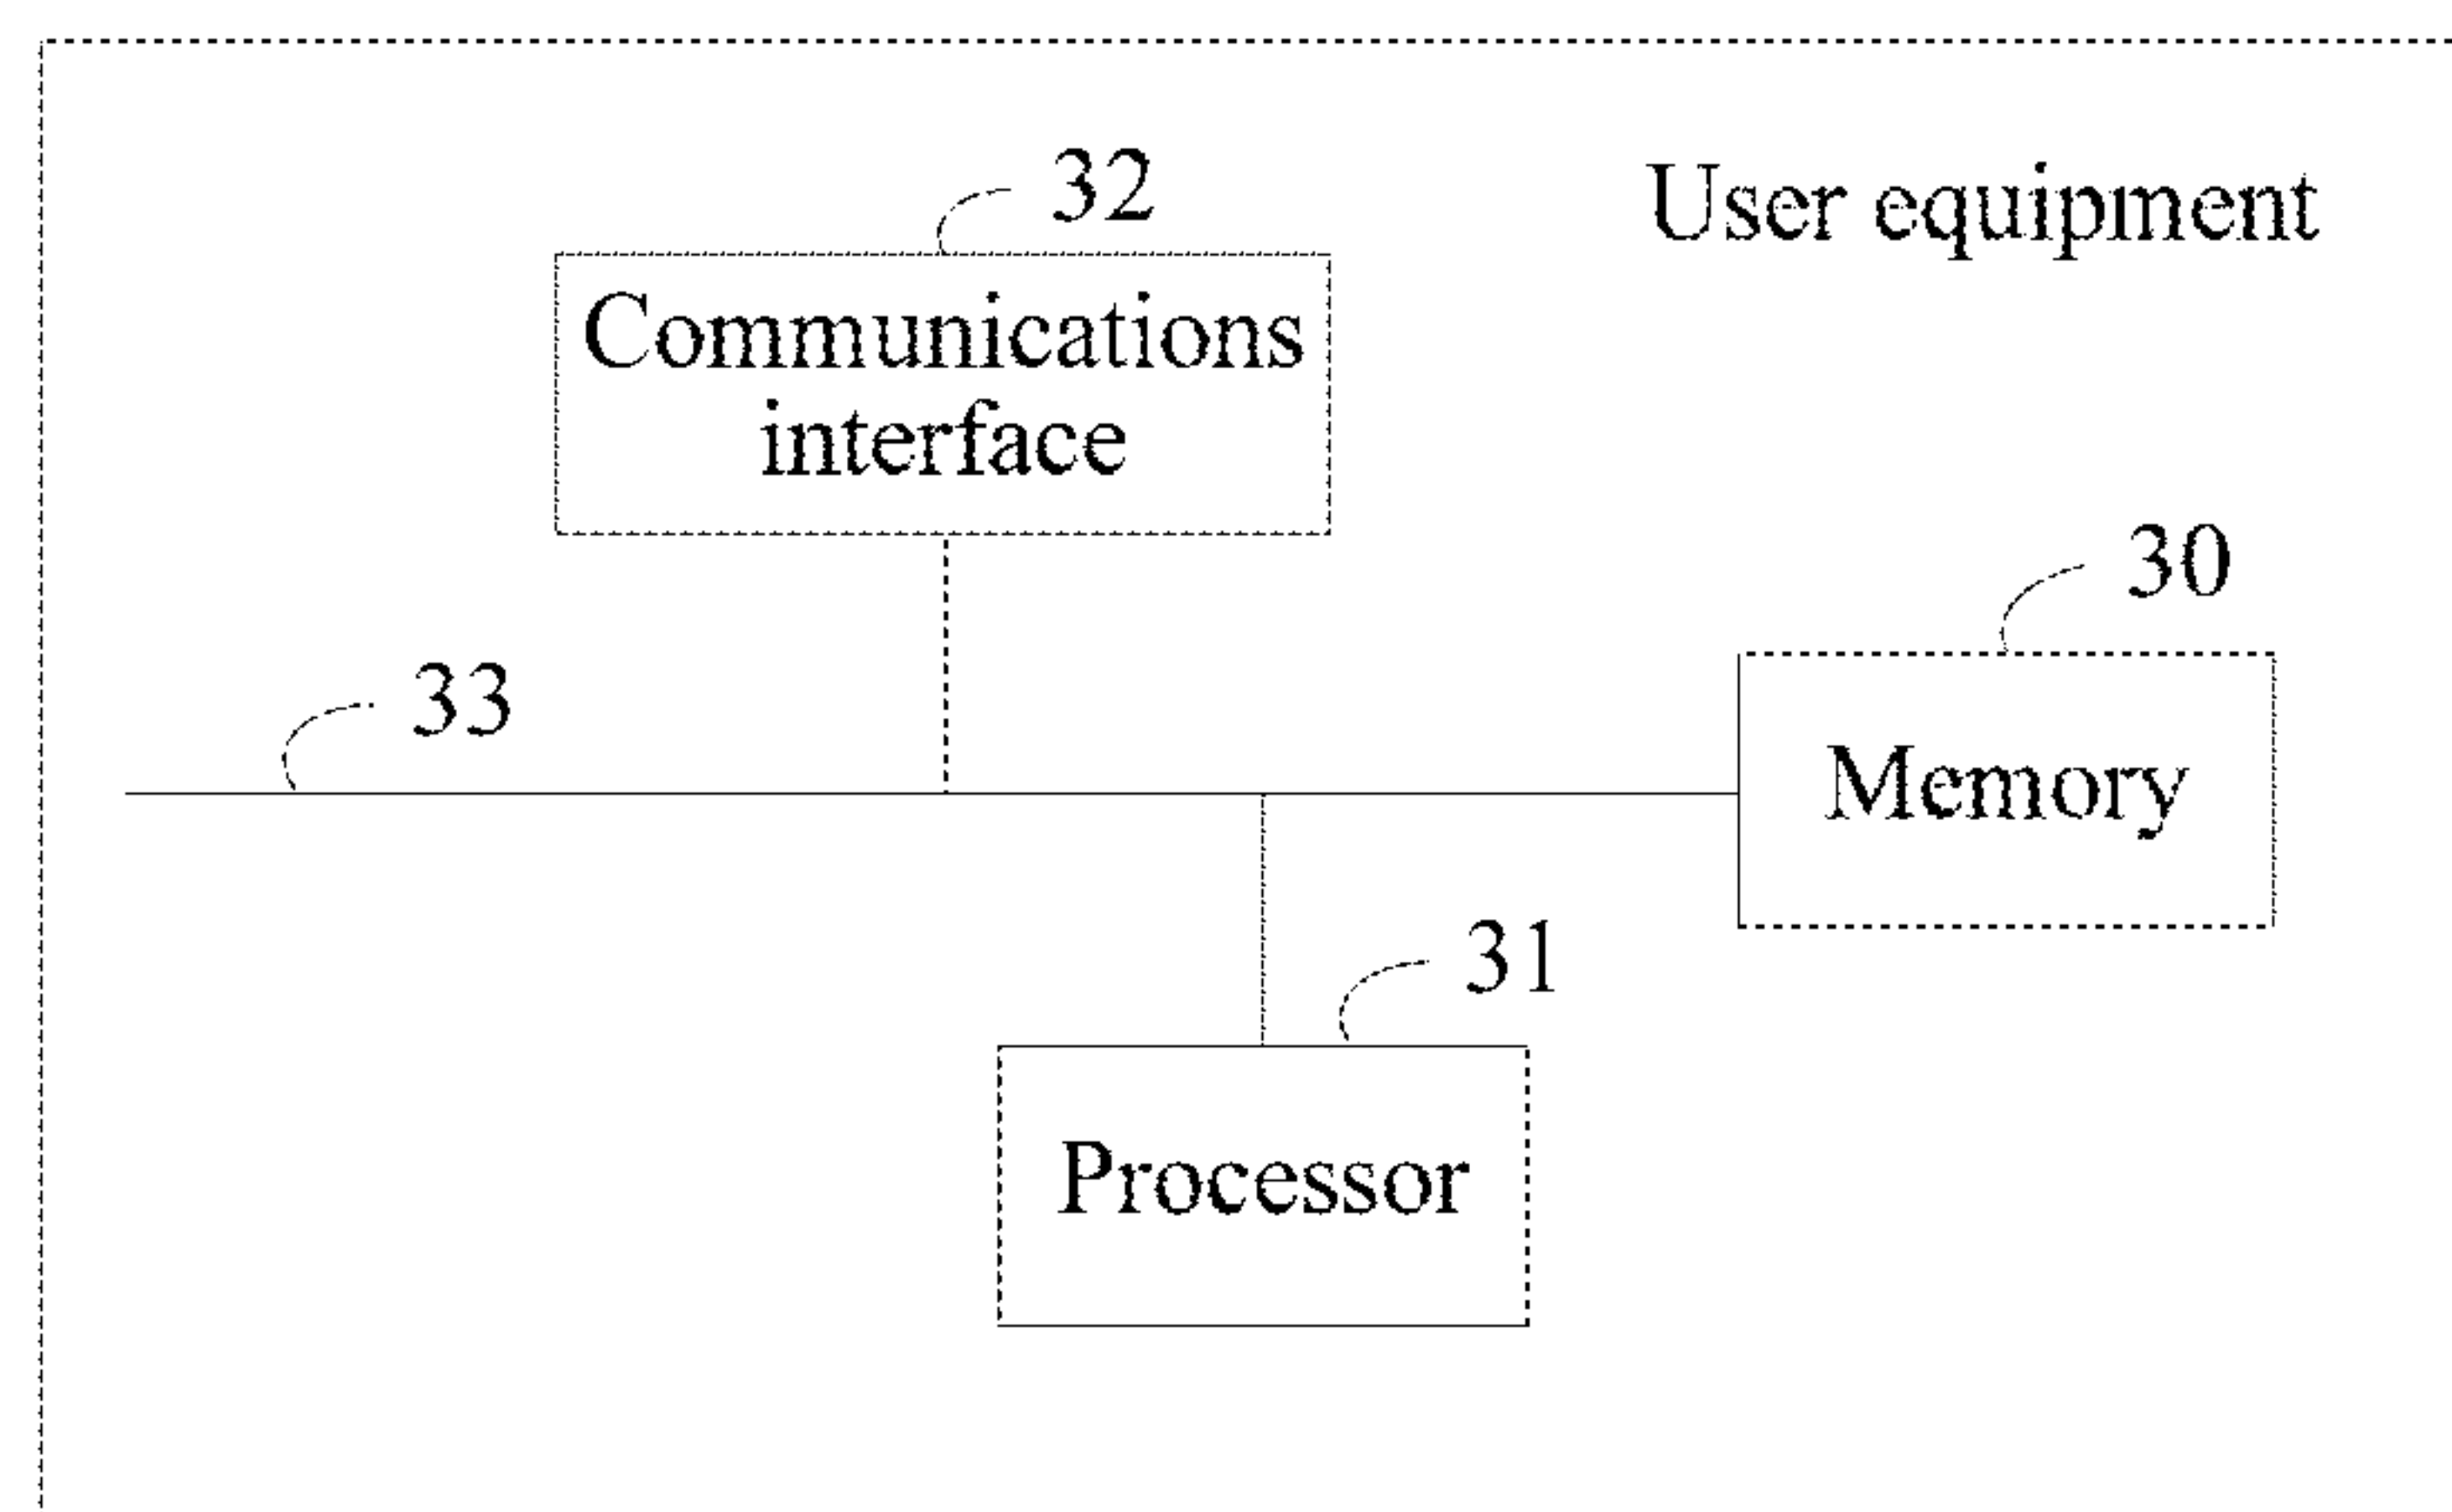 32
User equipment
Communications
interface
30
33
Memory
31
Processor